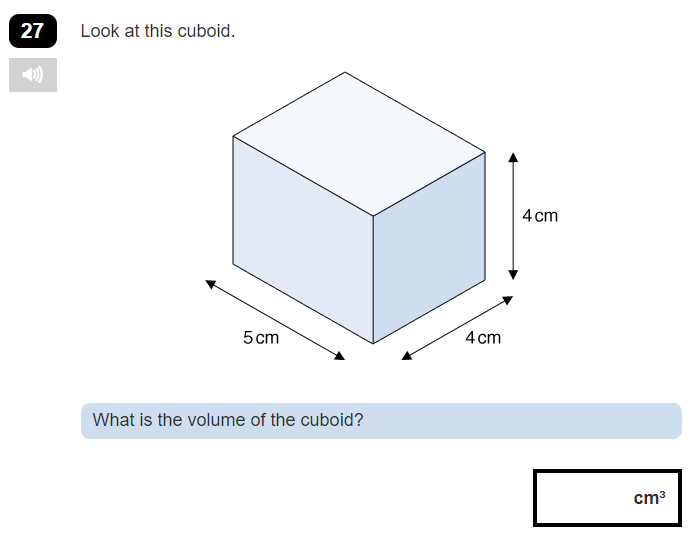 27 Look at this cuboid.
4 cm
5 cm
4 cm
What is the volume of the cuboid?
cm³